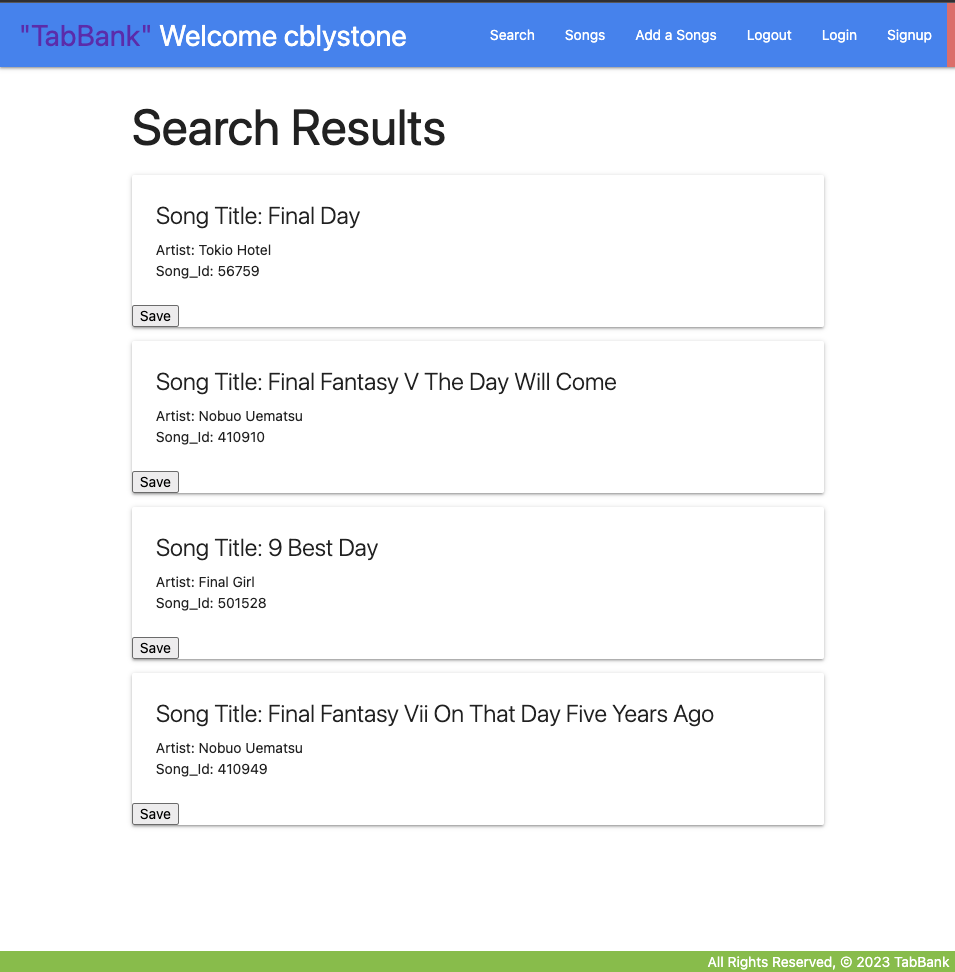 "TabBank" Welcome cblystone
Search Songs Add a Songs Logout Login Signup
Search Results
Song Title: Final Day
Artist: Tokio Hotel
Song_Id: 56759
Save
Song Title: Final Fantasy V The Day Will Come
Artist: Nobuo Uematsu
Song_Id: 410910
Save
Song Title: 9 Best Day
Artist: Final Girl
Song_Id: 501528
Save
Song Title: Final Fantasy Vii On That Day Five Years Ago
Artist: Nobuo Uematsu
Song_Id: 410949
Save
All Rights Reserved, © 2023 TabBank